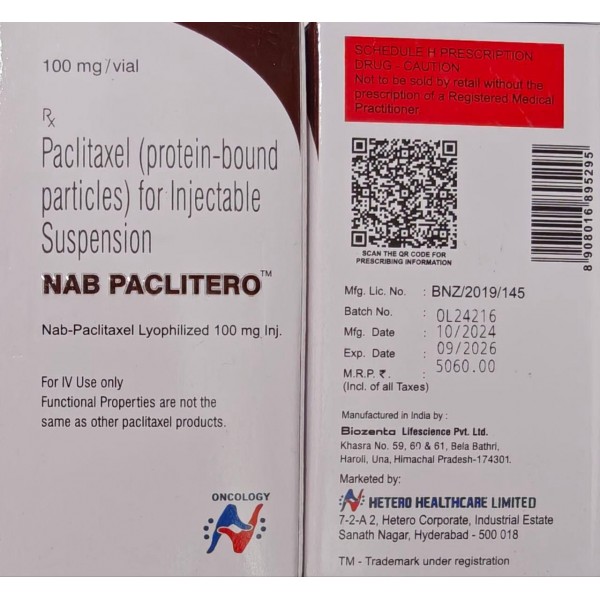 100 mg/vial
Rx
Paclitaxel (protein-bound
particles) for Injectable
Suspension
NAB PACLITERO™
Nab-Paclitaxel Lyophilized 100 mg Inj.
For IV Use only
Functional Properties are not the
same as other paclitaxel products.
ONCOLOGY
SCHEDULE H PRESCRIPTION
DRUG - CAUTION
Not to be sold by retail without the
prescription of a Registered Medical
Practitioner.
SCAN THE QR CODE FOR
PRESCRIBING INFORMATION
8 908016 895295
Mfg. Lic. No. : BNZ/2019/145
Batch No. : 0L24216
Mfg. Date : 10/2024
Exp. Date : 09/2026
M.R.P. ₹. : 5060.00
(Incl. of all Taxes)
Manufactured in India by :
Biozenta Lifescience Pvt. Ltd.
Khasra No. 59, 60 & 61, Bela Bathri,
Haroli, Una, Himachal Pradesh-174301.
Marketed by:
HETERO HEALTHCARE LIMITED
7-2-A 2, Hetero Corporate, Industrial Estate
Sanath Nagar, Hyderabad - 500 018
TM - Trademark under registration